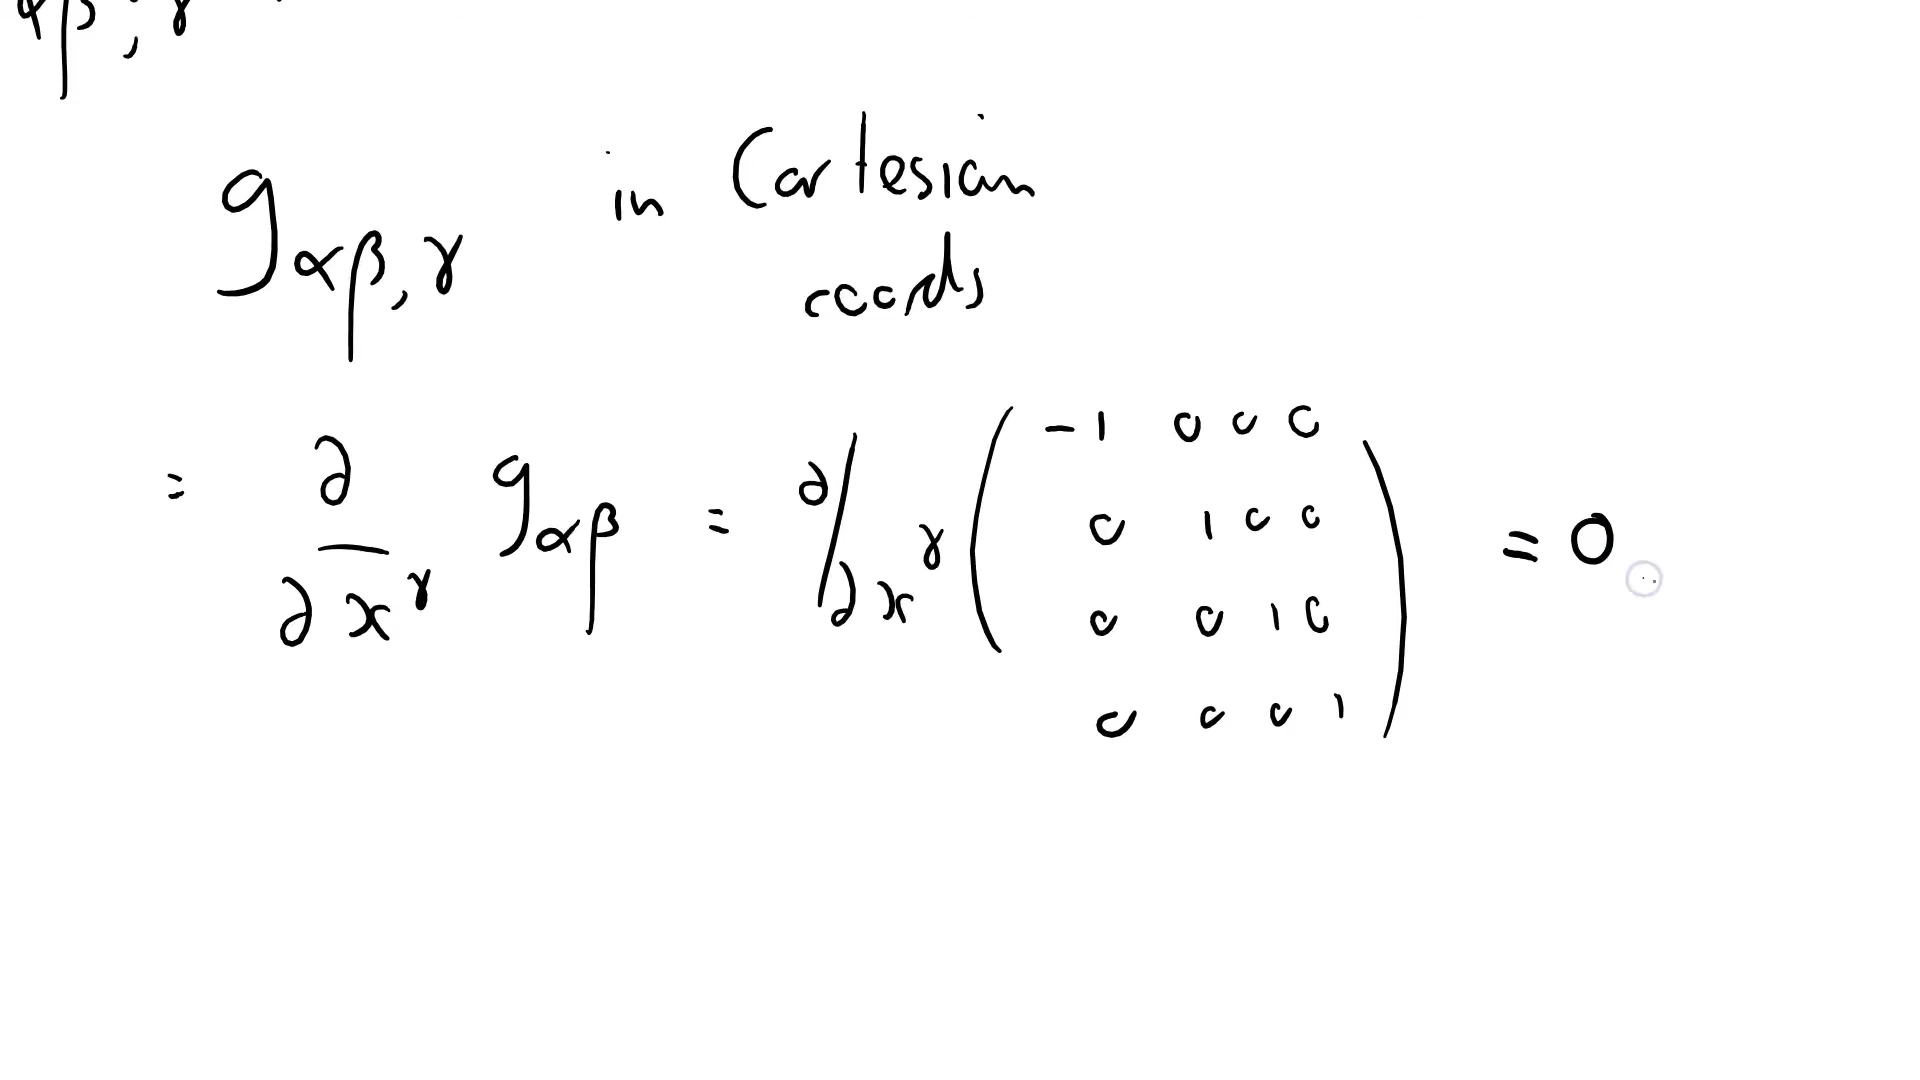 αβ;γ
g_{αβ,γ} in Cartesian
coords
= ∂/∂x^γ g_{αβ} = ∂/∂x^γ ( -1 0 0 0
0 1 0 0
0 0 1 0
0 0 0 1 ) = 0